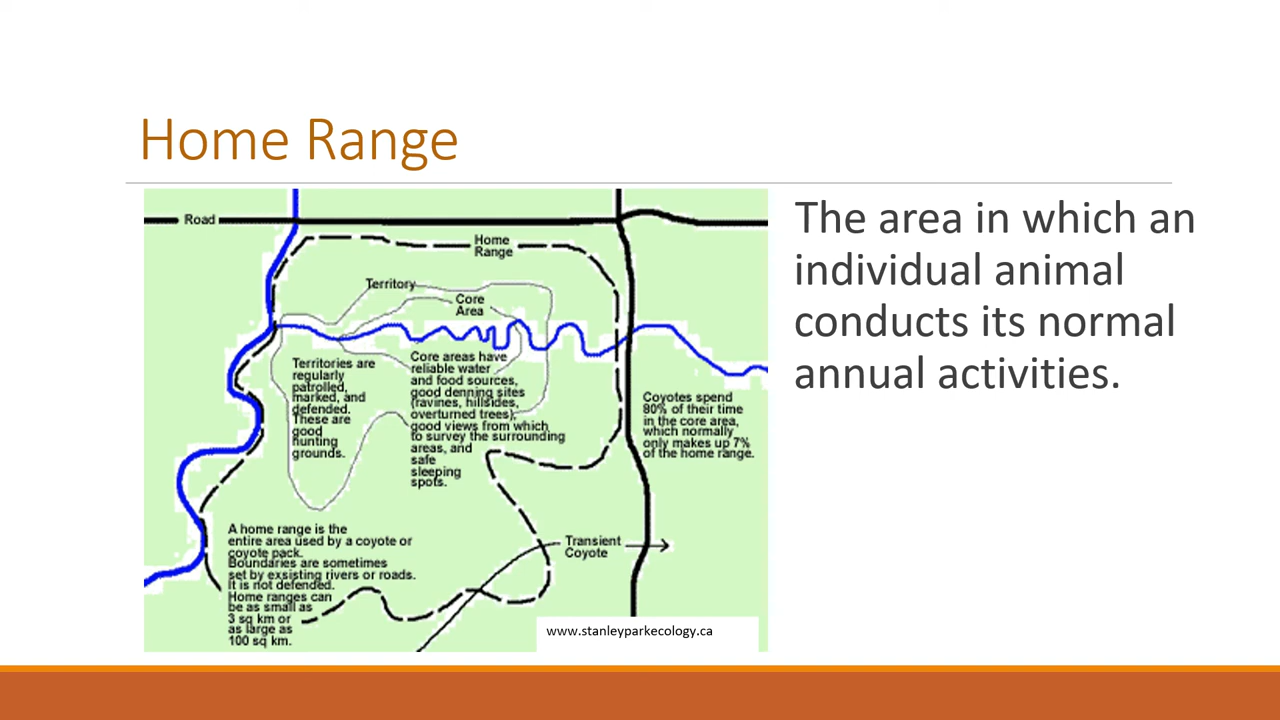 Home Range
Road
Home
Range
Territory
Core
Area
Territories are
regularly
patrolled,
marked, and
defended.
These are
good
hunting
grounds.
Core areas have
reliable water
and food sources,
good denning sites
(ravines, hillsides,
overturned trees),
good views from which
to survey the surrounding
areas, and
safe
sleeping
spots.
Coyotes spend
80% of their time
in the core area,
which normally
only makes up 7%
of the home range.
A home range is the
entire area used by a coyote or
coyote pack.
Boundaries are sometimes
set by exsisting rivers or roads.
It is not defended.
Home ranges can
be as small as
3 sq km or
as large as
100 sq km.
Transient
Coyote
www.stanleyparkecology.ca
The area in which an
individual animal
conducts its normal
annual activities.